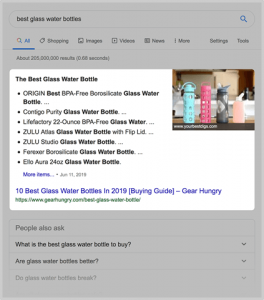 best glass water bottles
All
Shopping
Images
Videos
News
More
Settings
Tools
About 205,000,000 results (0.66 seconds)
The Best Glass Water Bottle
• ORIGIN Best BPA-Free Borosilicate Glass
Water Bottle. ...
• Contigo Purity Glass Water Bottle. ...
• Lifefactory 22-Ounce BPA-Free Glass Water. ...
• ZULU Atlas Glass Water Bottle with Flip Lid. ...
• ZULU Studio Glass Water Bottle. ...
• Ferexer Borosilicate Glass Water Bottle. ...
• Ello Aura 24oz Glass Water Bottle.
www.yourbestdigs.com
More items... • Jun 11, 2019
10 Best Glass Water Bottles In 2019 [Buying Guide] – Gear Hungry
https://www.gearhungry.com/best-glass-water-bottle/
People also ask
What is the best glass water bottle to buy?
Are glass water bottles better?
Do glass water bottles break?